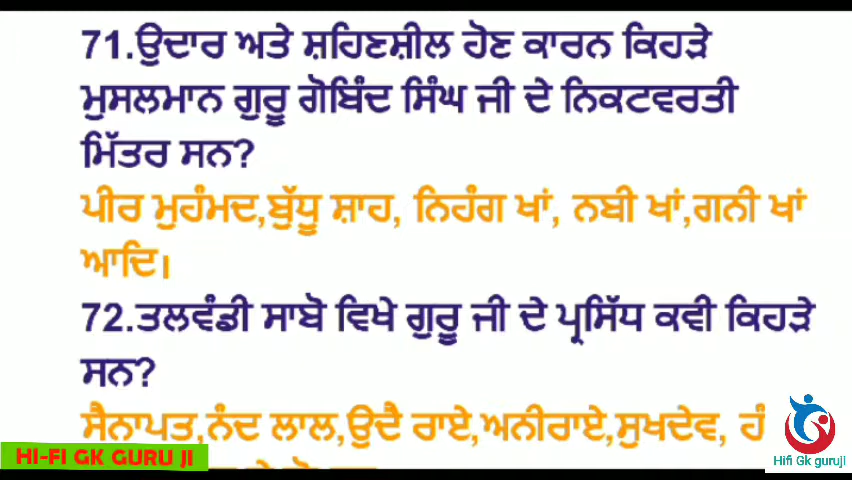 71.ਉਦਾਰ ਅਤੇ ਸ਼ਹਿਣਸ਼ੀਲ ਹੋਣ ਕਾਰਨ ਕਿਹੜੇ
ਮੁਸਲਮਾਨ ਗੁਰੂ ਗੋਬਿੰਦ ਸਿੰਘ ਜੀ ਦੇ ਨਿਕਟਵਰਤੀ
ਮਿੱਤਰ ਸਨ?
ਪੀਰ ਮੁਹੰਮਦ,ਬੁੱਧੂ ਸ਼ਾਹ, ਨਿਹੰਗ ਖਾਂ, ਨਬੀ ਖਾਂ,ਗਨੀ ਖਾਂ
ਆਦਿ।
72.ਤਲਵੰਡੀ ਸਾਬੋ ਵਿਖੇ ਗੁਰੂ ਜੀ ਦੇ ਪ੍ਰਸਿੱਧ ਕਵੀ ਕਿਹੜੇ
ਸਨ?
ਸੈਨਾਪਤ,ਨੰਦ ਲਾਲ,ਉਦੈ ਰਾਏ,ਅਨੀਰਾਏ,ਸੁਖਦੇਵ,
HI-FI GK GURU JI
Hifi Gk guruji